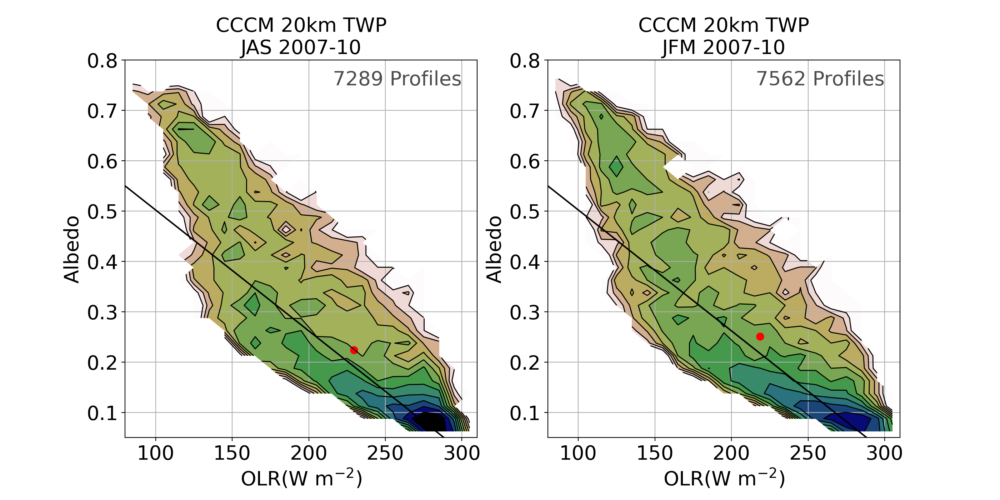 CCCM 20km TWP
JAS 2007-10
7289 Profiles
0.8
0.7
0.6
0.5
0.4
0.3
0.2
0.1
Albedo
100 150 200 250 300
OLR(W m⁻²)
CCCM 20km TWP
JFM 2007-10
7562 Profiles
0.8
0.7
0.6
0.5
0.4
0.3
0.2
0.1
Albedo
100 150 200 250 300
OLR(W m⁻²)